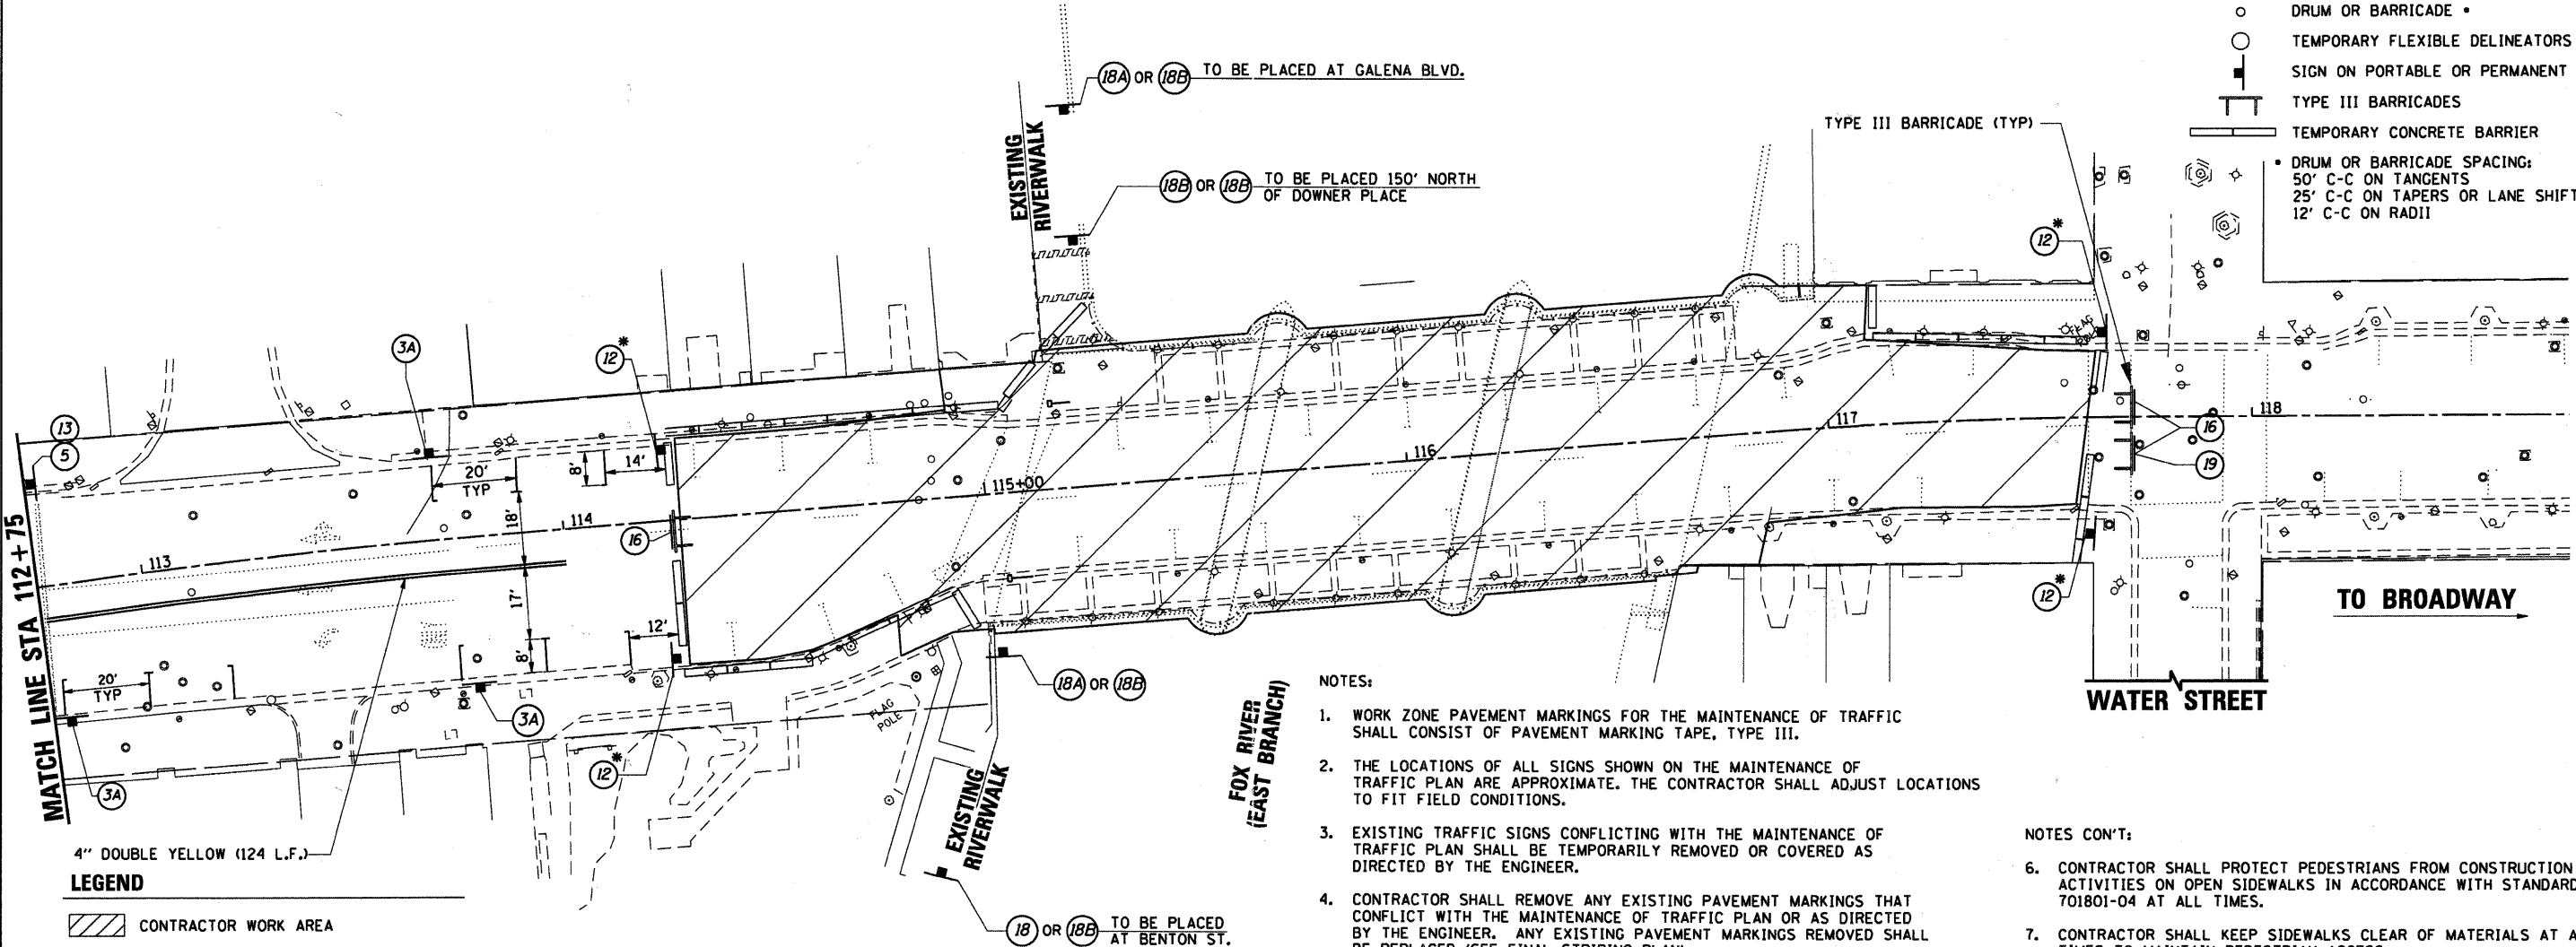 DRUM OR BARRICADE •
TEMPORARY FLEXIBLE DELINEATORS
SIGN ON PORTABLE OR PERMANENT
TYPE III BARRICADES
TEMPORARY CONCRETE BARRIER
• DRUM OR BARRICADE SPACING:
50' C-C ON TANGENTS
25' C-C ON TAPERS OR LANE SHIFT
12' C-C ON RADII
18A OR 18B TO BE PLACED AT GALENA BLVD.
EXISTING
RIVERWALK
18B OR 18B TO BE PLACED 150' NORTH
OF DOWNER PLACE
TYPE III BARRICADE (TYP)
12*
12*
3A
13
5
FLAG
POLE
118
117
116
115+00
114
113
16
19
16
20'
TYP
8'
14'
18'
17'
8'
12'
20'
TYP
MATCH LINE STA 112+75
3A
3A
12*
12*
18A OR 18B
FLAG
POLE
EXISTING
RIVERWALK
18 OR 18B TO BE PLACED
AT BENTON ST.
FOX RIVER
(EAST BRANCH)
TO BROADWAY
WATER STREET
4" DOUBLE YELLOW (124 L.F.)
LEGEND
CONTRACTOR WORK AREA
NOTES:
1. WORK ZONE PAVEMENT MARKINGS FOR THE MAINTENANCE OF TRAFFIC
SHALL CONSIST OF PAVEMENT MARKING TAPE, TYPE III.
2. THE LOCATIONS OF ALL SIGNS SHOWN ON THE MAINTENANCE OF
TRAFFIC PLAN ARE APPROXIMATE. THE CONTRACTOR SHALL ADJUST LOCATIONS
TO FIT FIELD CONDITIONS.
3. EXISTING TRAFFIC SIGNS CONFLICTING WITH THE MAINTENANCE OF
TRAFFIC PLAN SHALL BE TEMPORARILY REMOVED OR COVERED AS
DIRECTED BY THE ENGINEER.
4. CONTRACTOR SHALL REMOVE ANY EXISTING PAVEMENT MARKINGS THAT
CONFLICT WITH THE MAINTENANCE OF TRAFFIC PLAN OR AS DIRECTED
BY THE ENGINEER. ANY EXISTING PAVEMENT MARKINGS REMOVED SHALL
BE REPLACED (SEE FINAL STRIPING PLAN)
NOTES CON'T:
6. CONTRACTOR SHALL PROTECT PEDESTRIANS FROM CONSTRUCTION
ACTIVITIES ON OPEN SIDEWALKS IN ACCORDANCE WITH STANDARD
701801-04 AT ALL TIMES.
7. CONTRACTOR SHALL KEEP SIDEWALKS CLEAR OF MATERIALS AT
TIMES TO MAINTAIN PEDESTRIAN ACCESS